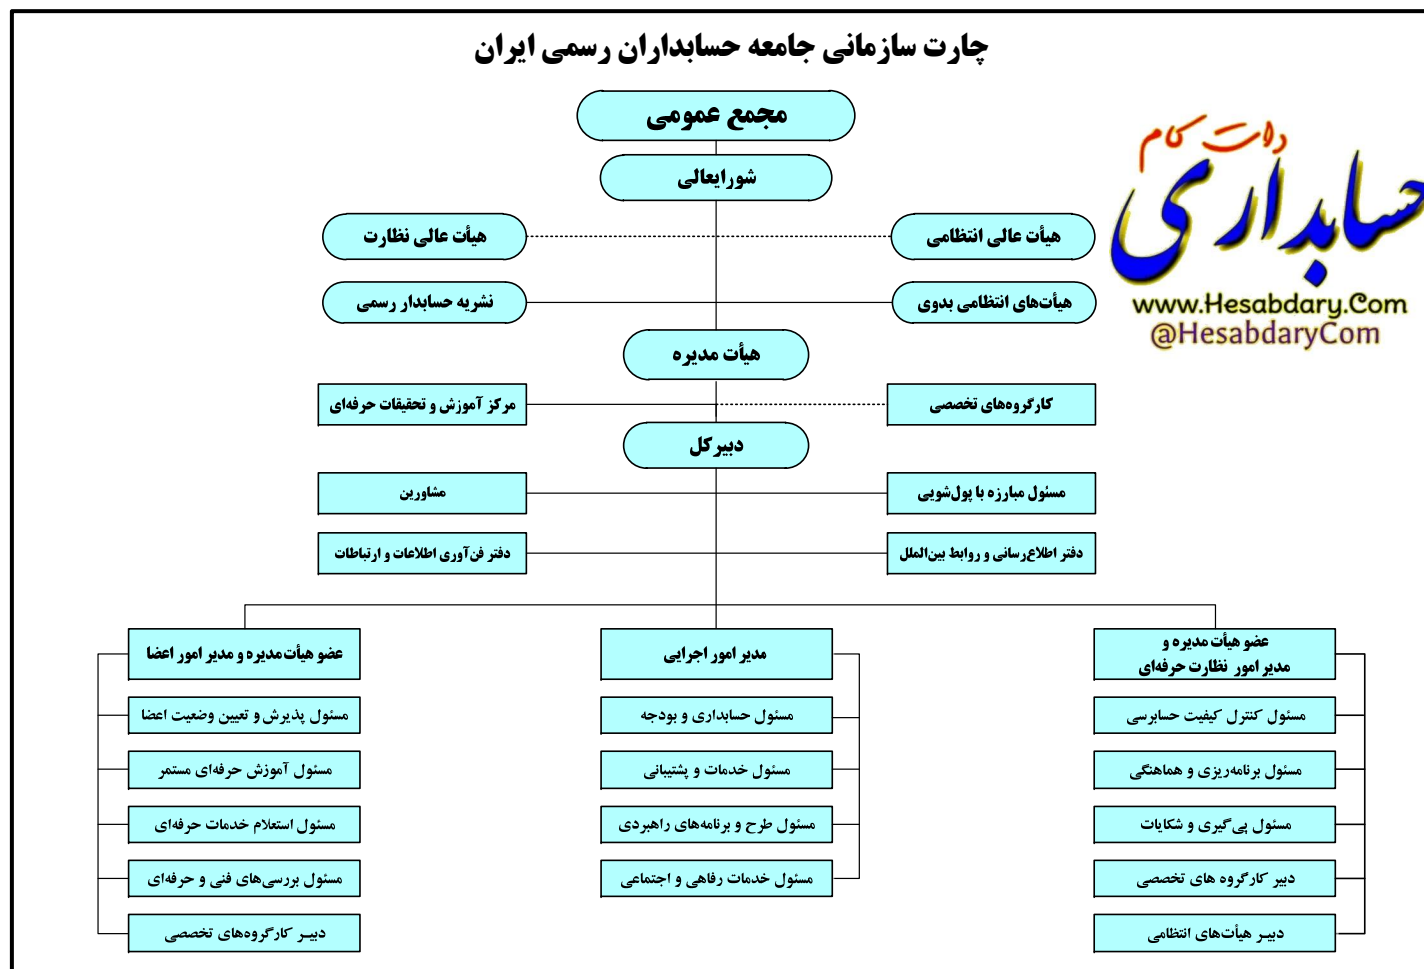 چارت سازمانی جامعه حسابداران رسمی ایران
مجمع عمومی
شورایعالی
هیأت عالی انتظامی
هیأت عالی نظارت
هیأت‌های انتظامی بدوی
نشریه حسابدار رسمی
هیأت مدیره
کارگروه‌های تخصصی
مرکز آموزش و تحقیقات حرفه‌ای
دبیرکل
مسئول مبارزه با پول‌شویی
مشاورین
دفتر اطلاع‌رسانی و روابط بین‌الملل
دفتر فن‌آوری اطلاعات و ارتباطات
عضو هیأت مدیره و
مدیر امور نظارت حرفه‌ای
مسئول کنترل کیفیت حسابرسی
مسئول برنامه‌ریزی و هماهنگی
مسئول پی‌گیری و شکایات
دبیر کارگروه های تخصصی
دبیـر هیأت‌های انتظامی
مدیر امور اجرایی
مسئول حسابداری و بودجه
مسئول خدمات و پشتیبانی
مسئول طرح و برنامه‌های راهبردی
مسئول خدمات رفاهی و اجتماعی
عضو هیأت مدیره و مدیر امور اعضا
مسئول پذیرش و تعیین وضعیت اعضا
مسئول آموزش حرفه‌ای مستمر
مسئول استعلام خدمات حرفه‌ای
مسئول بررسی‌های فنی و حرفه‌ای
دبیـر کارگروه‌های تخصصی
حسابداری
دات کام
www.Hesabdary.Com
@HesabdaryCom